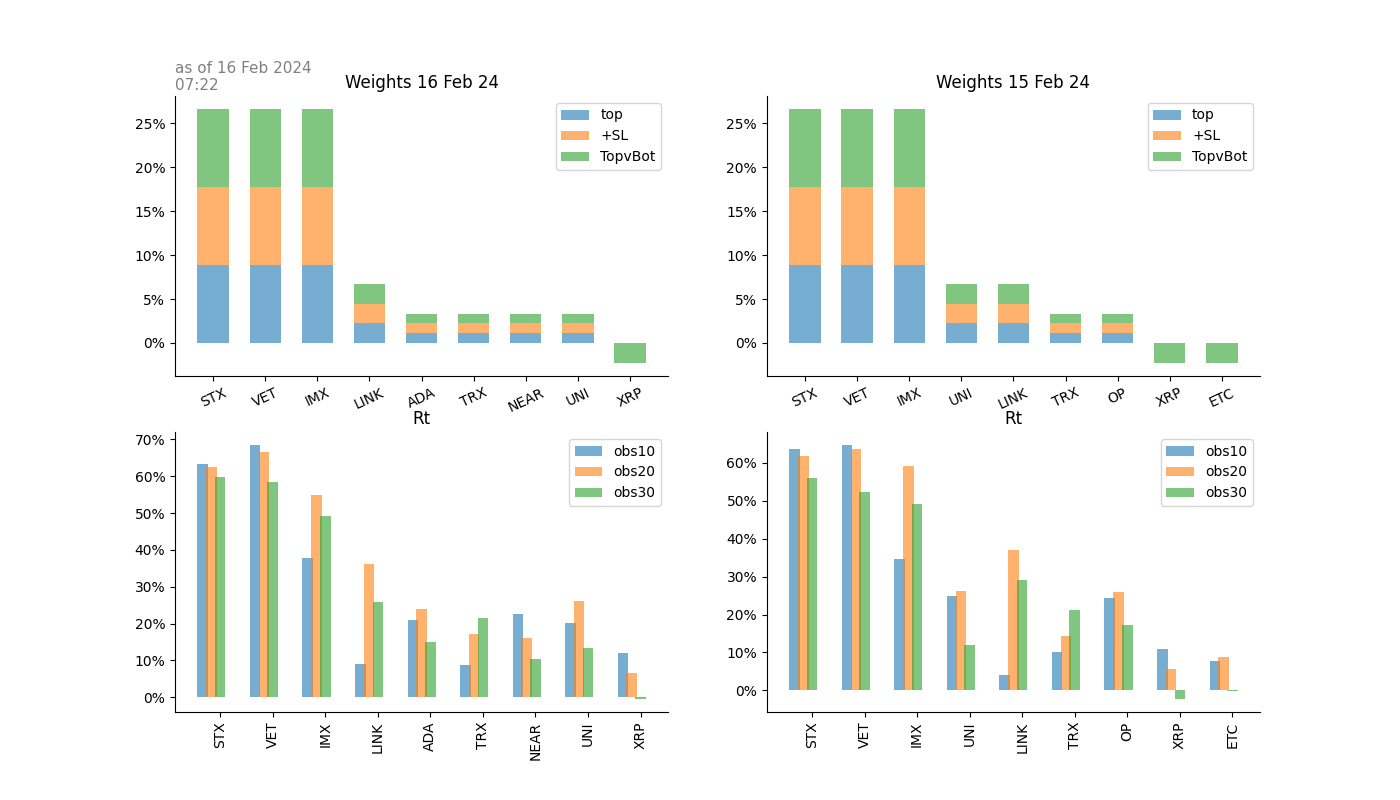 as of 16 Feb 2024
07:22
Weights 16 Feb 24
25%
20%
15%
10%
5%
0%
top
+SL
TopvBot
STX VET IMX LINK ADA TRX NEAR UNI XRP
Weights 15 Feb 24
25%
20%
15%
10%
5%
0%
top
+SL
TopvBot
STX VET IMX UNI LINK TRX OP XRP ETC
Rt
70%
60%
50%
40%
30%
20%
10%
0%
obs10
obs20
obs30
STX VET IMX LINK ADA TRX NEAR UNI XRP
Rt
60%
50%
40%
30%
20%
10%
0%
obs10
obs20
obs30
STX VET IMX UNI LINK TRX OP XRP ETC